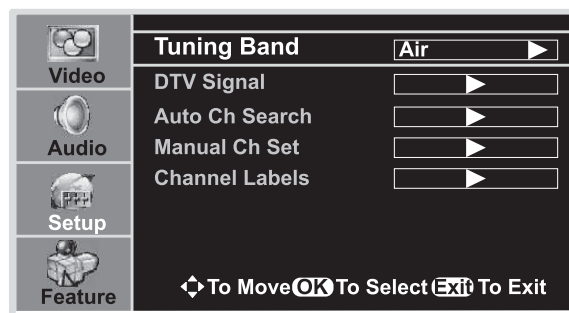 Video
Audio
Setup
Feature
Tuning Band Air
DTV Signal
Auto Ch Search
Manual Ch Set
Channel Labels
To Move OK To Select Exit To Exit